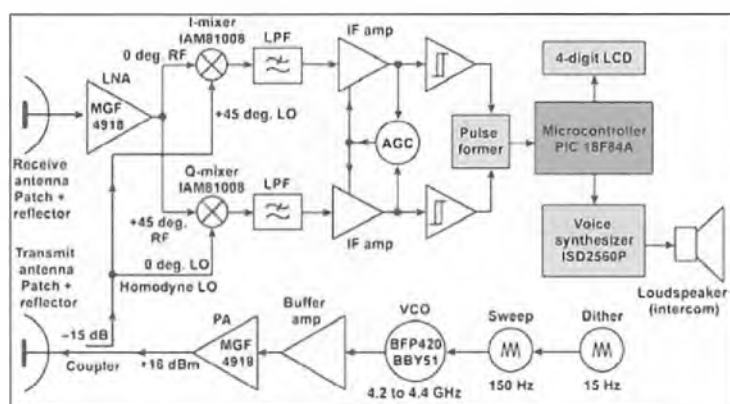 I-mixer
IAM81008
0 deg. RF
LPF
IF amp
4-digit LCD
LNA
MGF
4918
+45 deg. LO
AGC
Pulse
former
Microcontroller
PIC 18F84A
Receive
antenna
Patch +
reflector
Q-mixer
IAM81008
LPF
+45 deg.
RF
IF amp
Voice
synthesizer
ISD2560P
Transmit
antenna
Patch +
reflector
0 deg. LO
Homodyne LO
Loudspeaker
(intercom)
–15 dB
Coupler
+16 dBm
PA
MGF
4918
Buffer
amp
VCO
BFP420
BBY51
4.2 to 4.4 GHz
Sweep
150 Hz
Dither
15 Hz